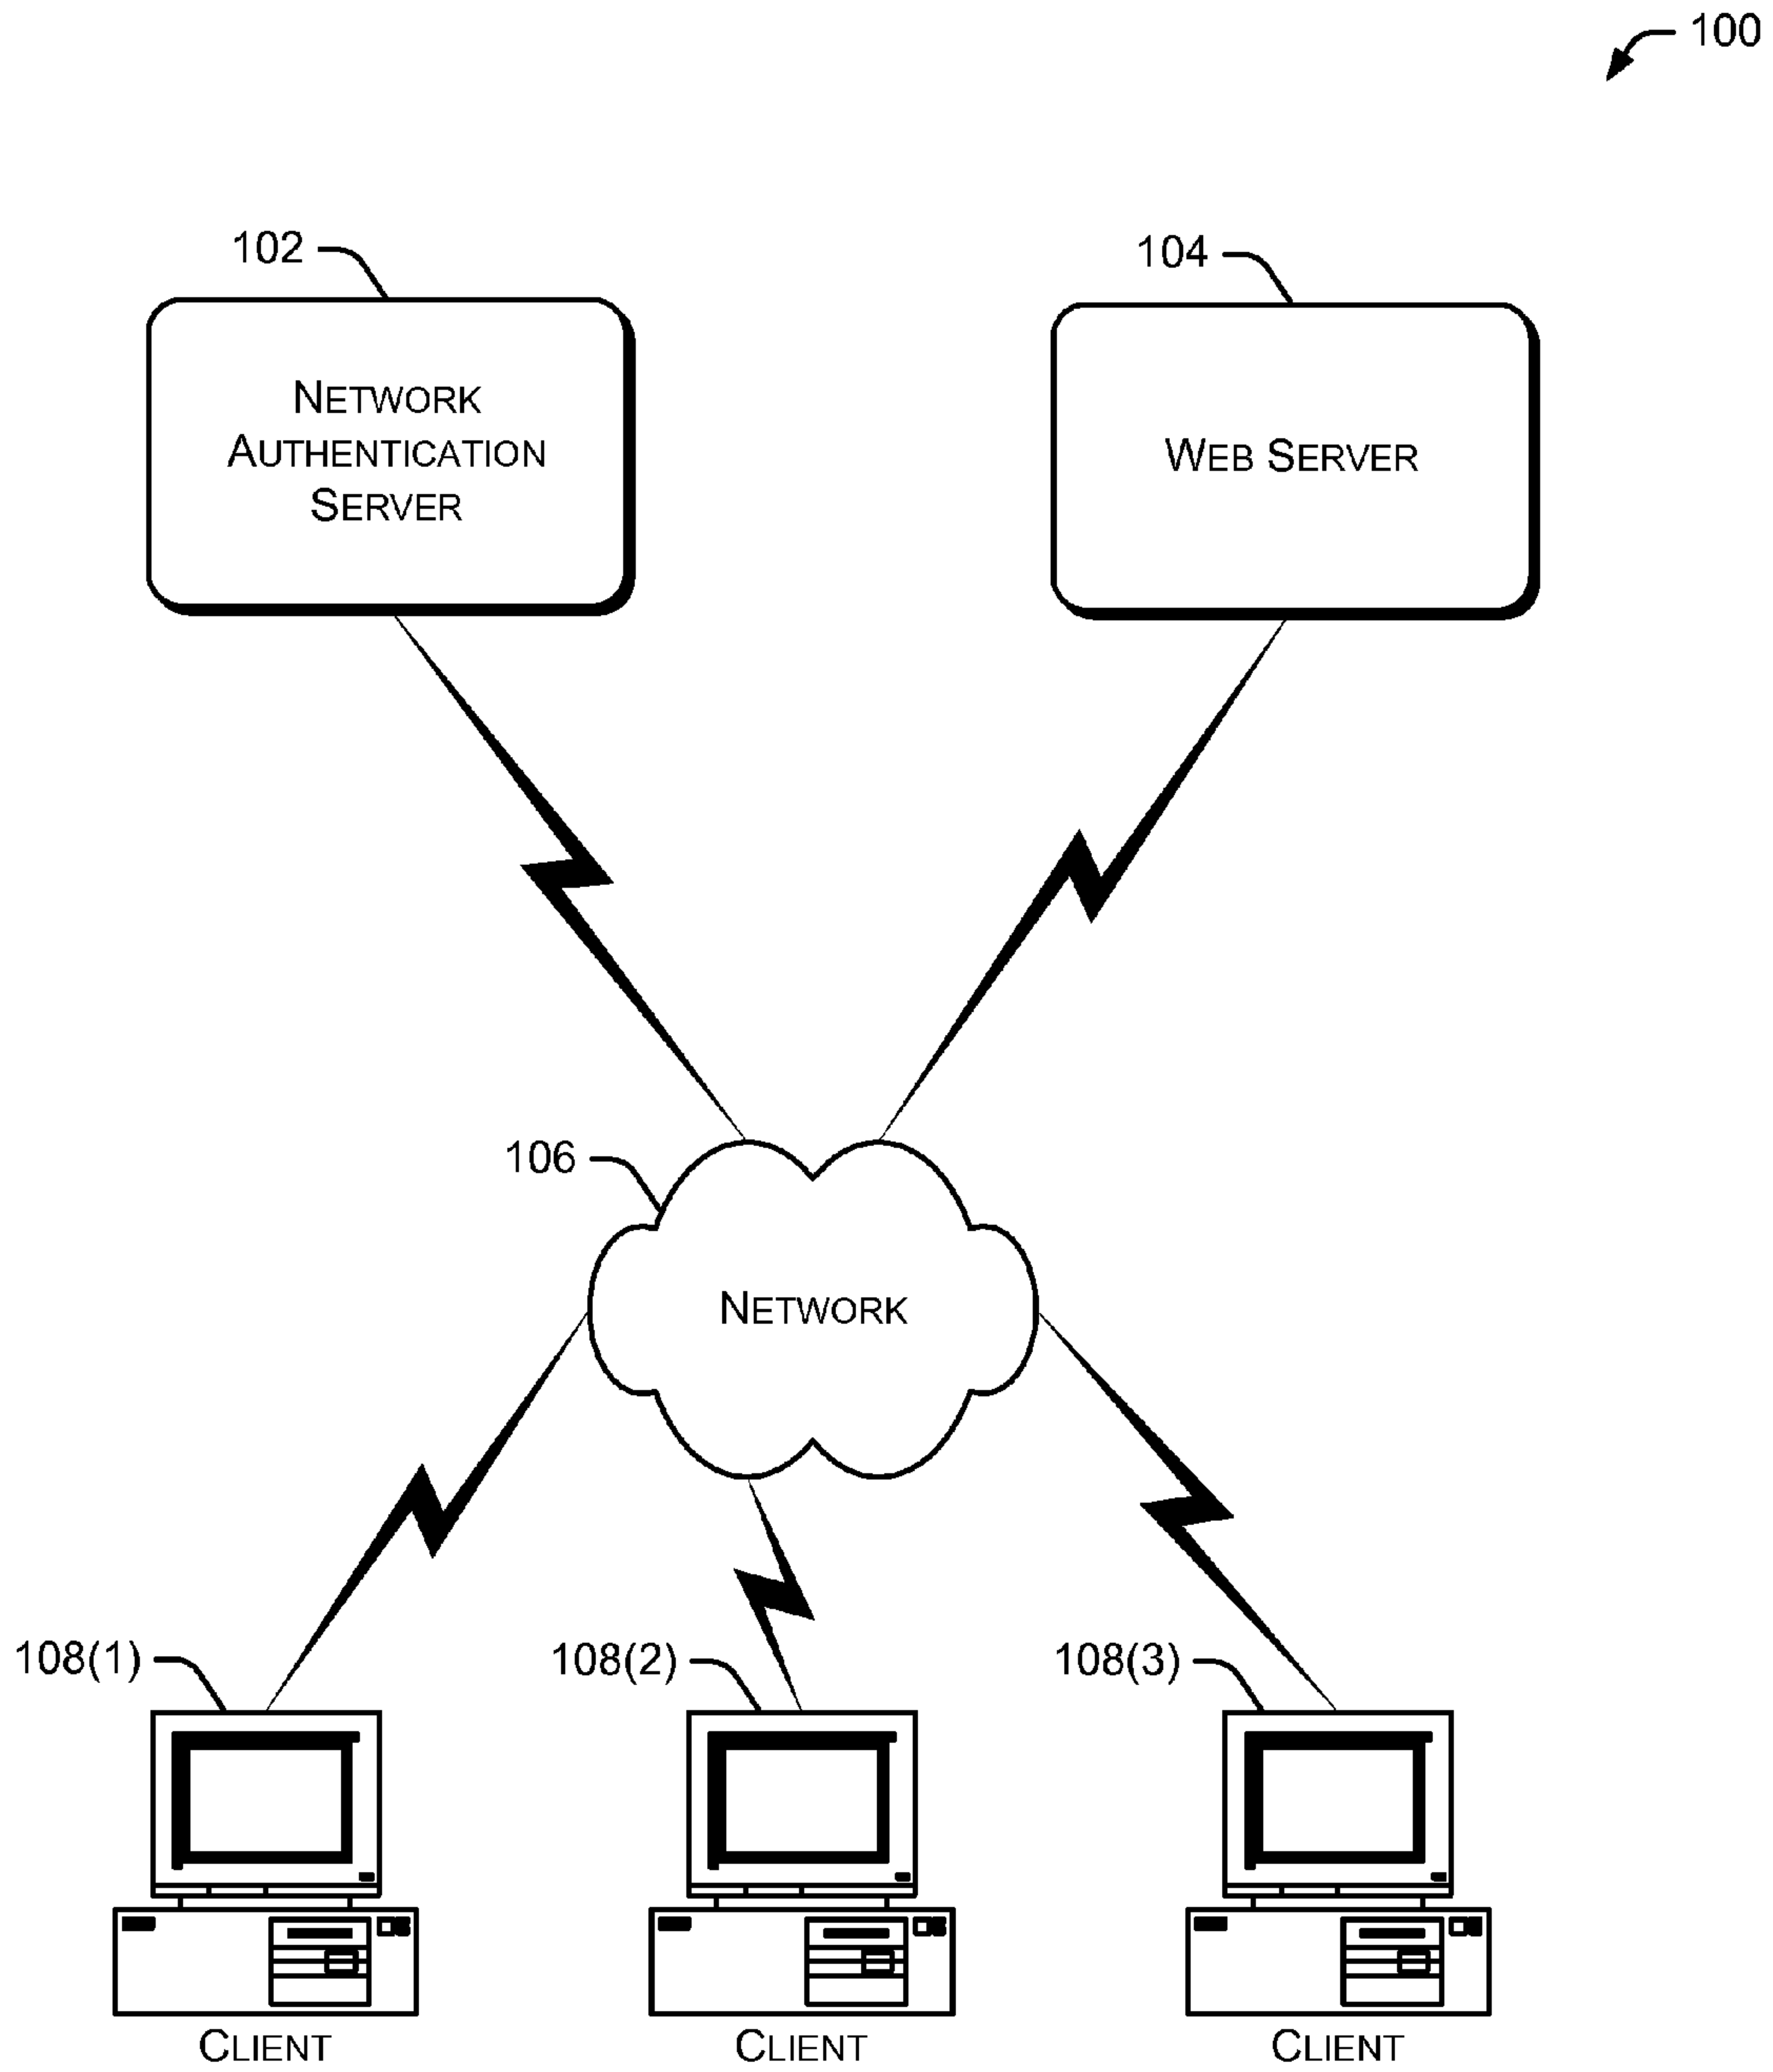 100
102
104
NETWORK
AUTHENTICATION
SERVER
WEB SERVER
106
NETWORK
108(1)
108(2)
108(3)
CLIENT
CLIENT
CLIENT